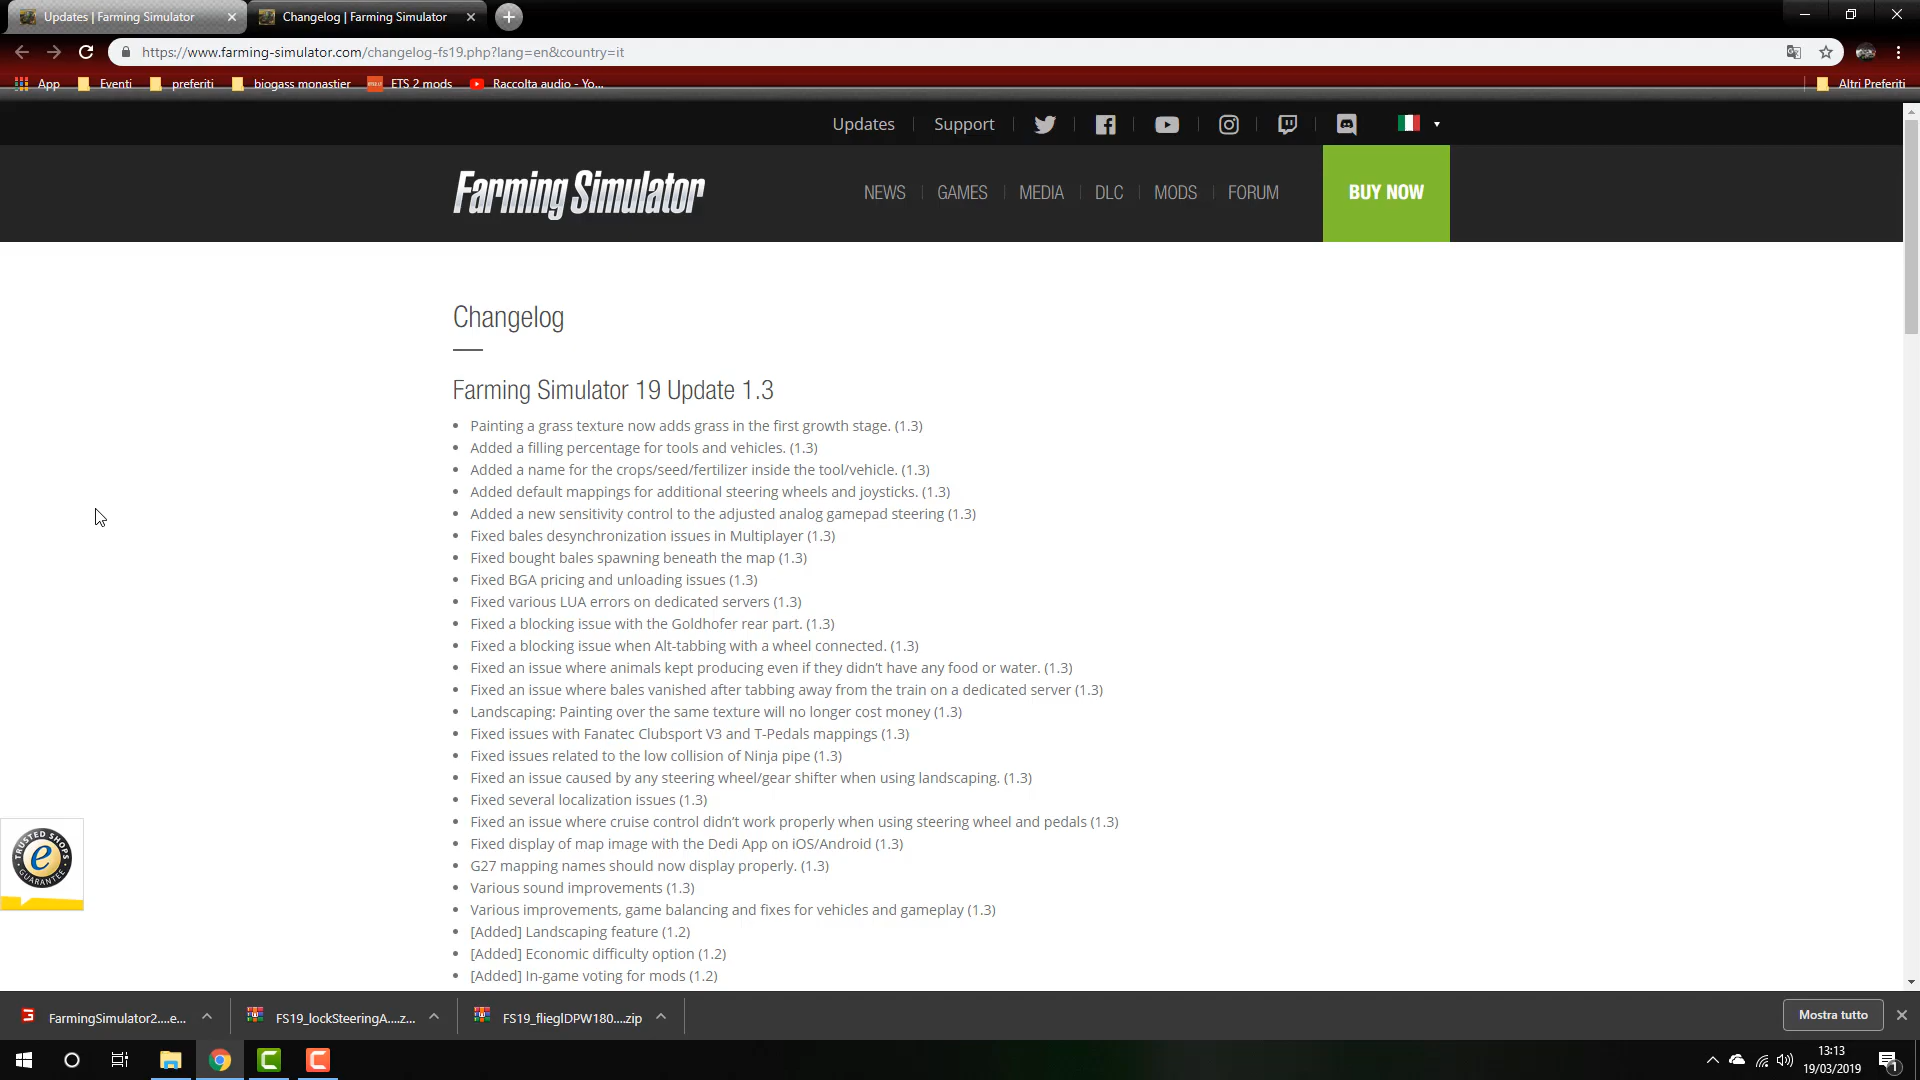 Updates | Farming Simulator
Changelog | Farming Simulator
https://www.farming-simulator.com/changelog-fs19.php?lang=en&country=it
App
Eventi
preferiti
biogass monastier
ETS 2 mods
Raccolta audio - Yo...
Altri Preferiti
Updates
Support
Farming Simulator
NEWS
GAMES
MEDIA
DLC
MODS
FORUM
BUY NOW
Changelog
Farming Simulator 19 Update 1.3
Painting a grass texture now adds grass in the first growth stage. (1.3)
Added a filling percentage for tools and vehicles. (1.3)
Added a name for the crops/seed/fertilizer inside the tool/vehicle. (1.3)
Added default mappings for additional steering wheels and joysticks. (1.3)
Added a new sensitivity control to the adjusted analog gamepad steering (1.3)
Fixed bales desynchronization issues in Multiplayer (1.3)
Fixed bought bales spawning beneath the map (1.3)
Fixed BGA pricing and unloading issues (1.3)
Fixed various LUA errors on dedicated servers (1.3)
Fixed a blocking issue with the Goldhofer rear part. (1.3)
Fixed a blocking issue when Alt-tabbing with a wheel connected. (1.3)
Fixed an issue where animals kept producing even if they didn't have any food or water. (1.3)
Fixed an issue where bales vanished after tabbing away from the train on a dedicated server (1.3)
Landscaping: Painting over the same texture will no longer cost money (1.3)
Fixed issues with Fanatec Clubsport V3 and T-Pedals mappings (1.3)
Fixed issues related to the low collision of Ninja pipe (1.3)
Fixed an issue caused by any steering wheel/gear shifter when using landscaping. (1.3)
Fixed several localization issues (1.3)
Fixed an issue where cruise control didn't work properly when using steering wheel and pedals (1.3)
Fixed display of map image with the Dedi App on iOS/Android (1.3)
G27 mapping names should now display properly. (1.3)
Various sound improvements (1.3)
Various improvements, game balancing and fixes for vehicles and gameplay (1.3)
[Added] Landscaping feature (1.2)
[Added] Economic difficulty option (1.2)
[Added] In-game voting for mods (1.2)
TRUSTED SHOPS
e
GUARANTEE
FarmingSimulator2....e...
FS19_lockSteeringA....z...
FS19_flieglDPW180....zip
Mostra tutto
13:13
19/03/2019
1